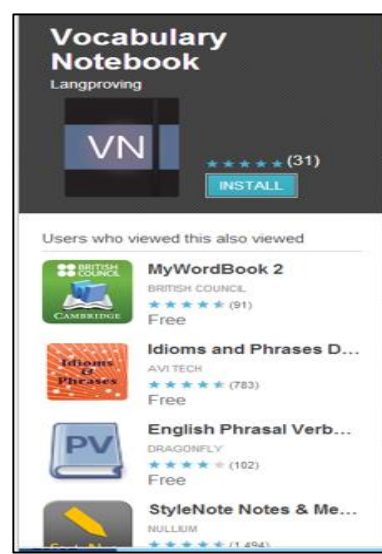 Vocabulary
Notebook
Langproving
VN
(31)
INSTALL
Users who viewed this also viewed
BRITISH
COUNCIL
CAMBRIDGE
MyWordBook 2
BRITISH COUNCIL
(91)
Free
Idioms
&
Phrases
Idioms and Phrases D...
AVI TECH
(783)
Free
PV
English Phrasal Verb...
DRAGONFLY
(102)
Free
StyleNote Notes & Me...
NULLIUM
(1,494)